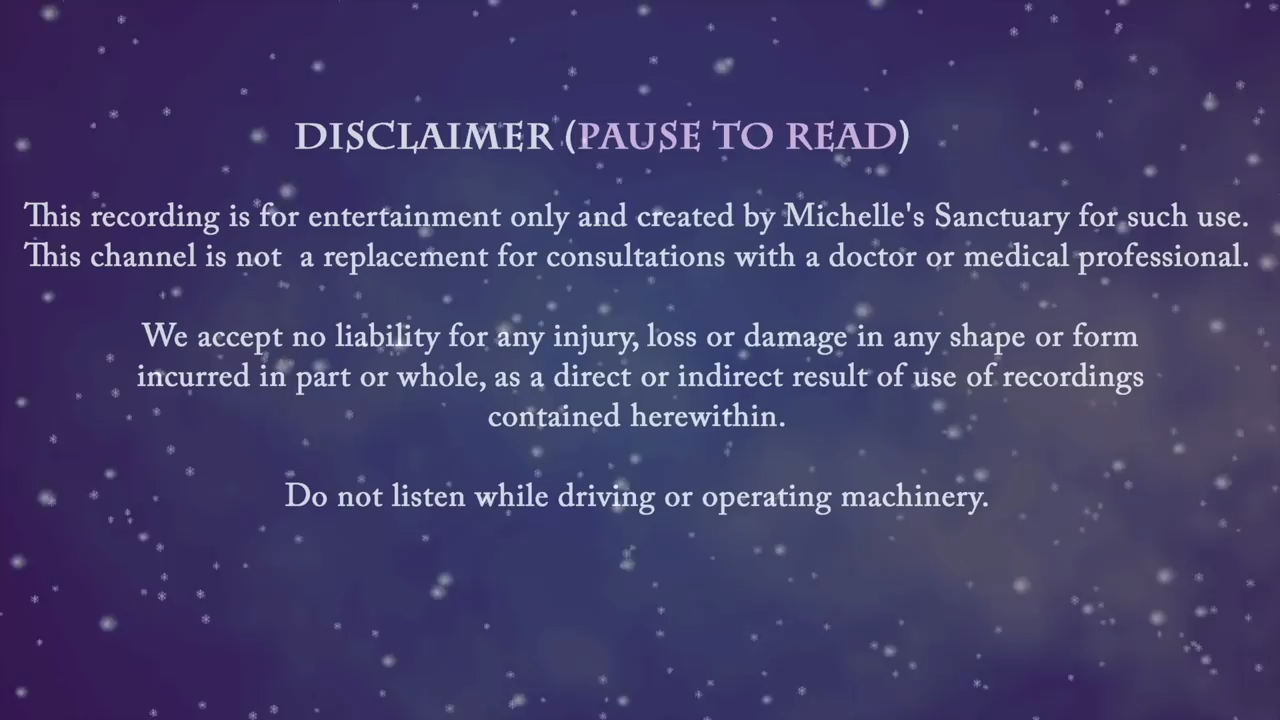 DISCLAIMER (PAUSE TO READ)
This recording is for entertainment only and created by Michelle's Sanctuary for such use.
This channel is not  a replacement for consultations with a doctor or medical professional.
We accept no liability for any injury, loss or damage in any shape or form
incurred in part or whole, as a direct or indirect result of use of recordings
contained herewithin.
Do not listen while driving or operating machinery.